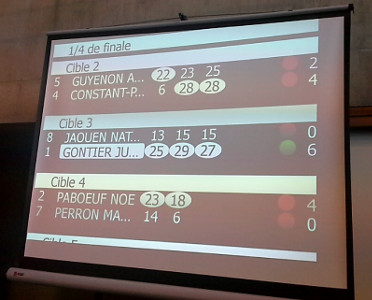 1/4 de finale
Cible 2
5 GUYENON A... 22 23 25 2
4 CONSTANT-P... 6 28 28 4
Cible 3
8 JAOUEN NAT... 13 15 15 0
1 GONTIER JU... 25 29 27 6
Cible 4
2 PABOEUF NOE 23 18 4
7 PERRON MA... 14 6 0